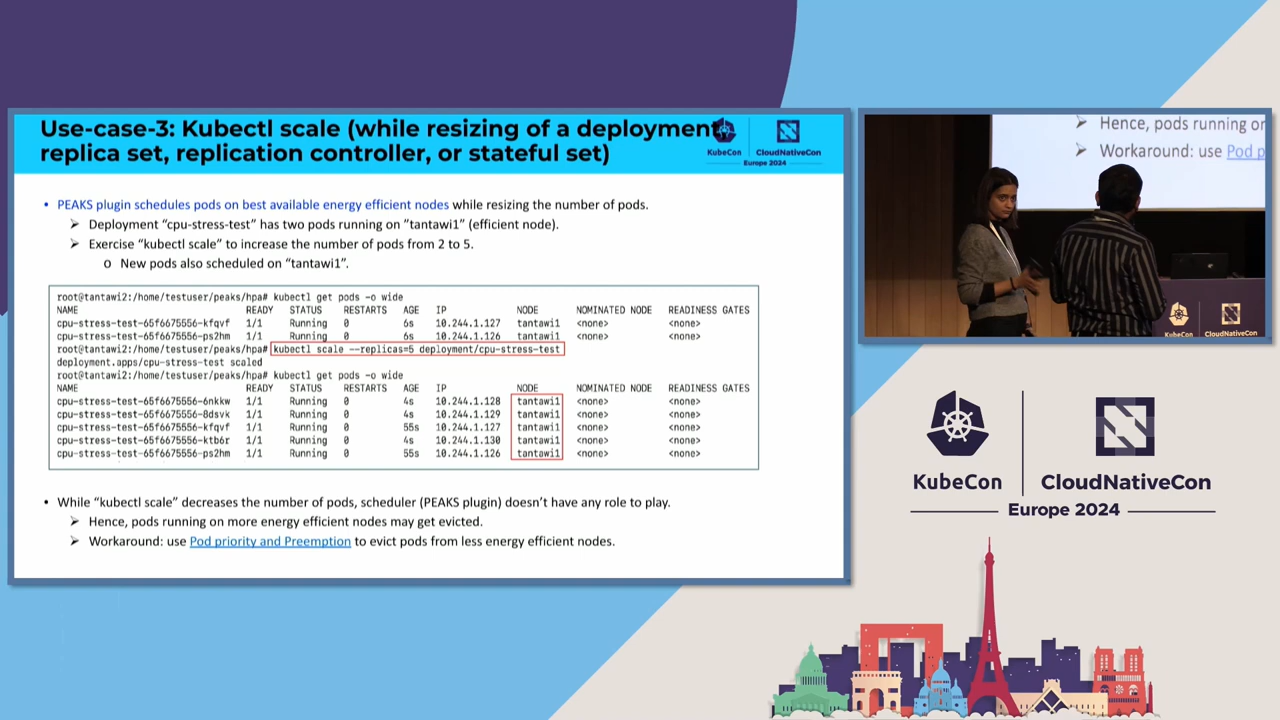 Use-case-3: Kubectl scale (while resizing of a deployment
replica set, replication controller, or stateful set)
KubeCon
CloudNativeCon
Europe 2024
• PEAKS plugin schedules pods on best available energy efficient nodes while resizing the number of pods.
➤ Deployment “cpu-stress-test” has two pods running on ”tantawi1” (efficient node).
➤ Exercise “kubectl scale” to increase the number of pods from 2 to 5.
o New pods also scheduled on “tantawi1”.
root@tantawi2:/home/testuser/peaks/hpa# kubectl get pods -o wide
NAME READY STATUS RESTARTS AGE IP NODE NOMINATED NODE READINESS GATES
cpu-stress-test-65f6675556-kfqvf 1/1 Running 0 6s 10.244.1.127 tantawi1 <none> <none>
cpu-stress-test-65f6675556-ps2hm 1/1 Running 0 6s 10.244.1.126 tantawi1 <none> <none>
root@tantawi2:/home/testuser/peaks/hpa# kubectl scale --replicas=5 deployment/cpu-stress-test
deployment.apps/cpu-stress-test scaled
root@tantawi2:/home/testuser/peaks/hpa# kubectl get pods -o wide
NAME READY STATUS RESTARTS AGE IP NODE NOMINATED NODE READINESS GATES
cpu-stress-test-65f6675556-6nkkw 1/1 Running 0 4s 10.244.1.128 tantawi1 <none> <none>
cpu-stress-test-65f6675556-8dsvk 1/1 Running 0 4s 10.244.1.129 tantawi1 <none> <none>
cpu-stress-test-65f6675556-kfqvf 1/1 Running 0 55s 10.244.1.127 tantawi1 <none> <none>
cpu-stress-test-65f6675556-ktb6r 1/1 Running 0 4s 10.244.1.130 tantawi1 <none> <none>
cpu-stress-test-65f6675556-ps2hm 1/1 Running 0 55s 10.244.1.126 tantawi1 <none> <none>
• While “kubectl scale” decreases the number of pods, scheduler (PEAKS plugin) doesn’t have any role to play.
➤ Hence, pods running on more energy efficient nodes may get evicted.
➤ Workaround: use Pod priority and Preemption to evict pods from less energy efficient nodes.
➤ Hence, pods running or
➤ Workaround: use Pod p
KubeCon
CloudNativeCon
KubeCon
CloudNativeCon
Europe 2024